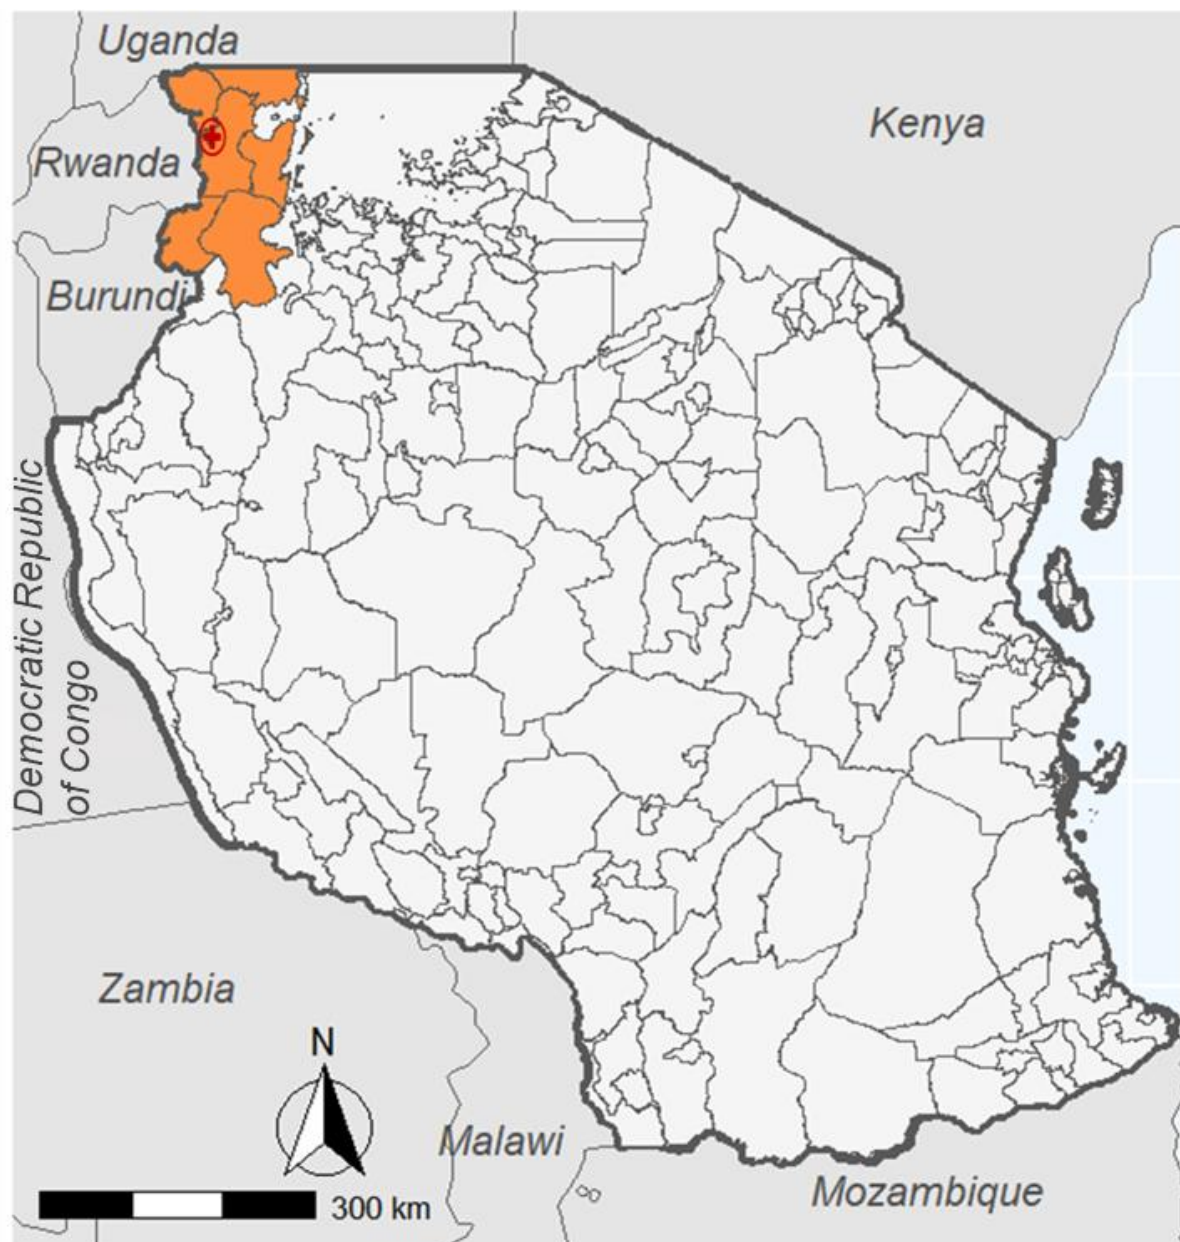 Uganda
Kenya
Rwanda
Burundi
Democratic Republic
of Congo
Zambia
N
Malawi
Mozambique
300 km